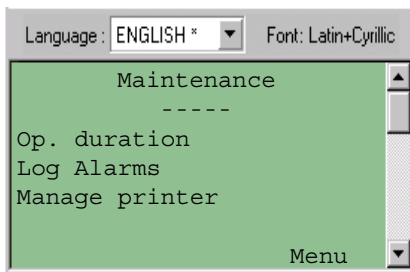 Language : ENGLISH * Font: Latin+Cyrillic
Maintenance
-----
Op. duration
Log Alarms
Manage printer
Menu